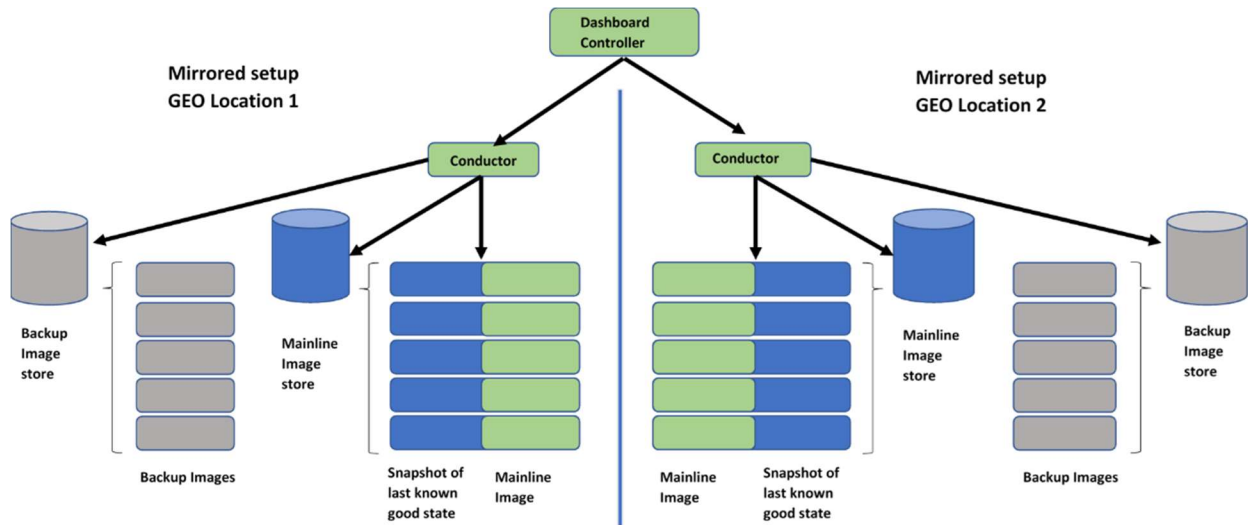 Dashboard
Controller
Mirrored setup
GEO Location 1
Mirrored setup
GEO Location 2
Conductor
Conductor
Backup
Image
store
Backup Images
Mainline
Image
store
Snapshot of
last known
good state
Mainline
Image
Mainline
Image
Snapshot of
last known
good state
Mainline
Image
store
Backup Images
Backup
Image
store